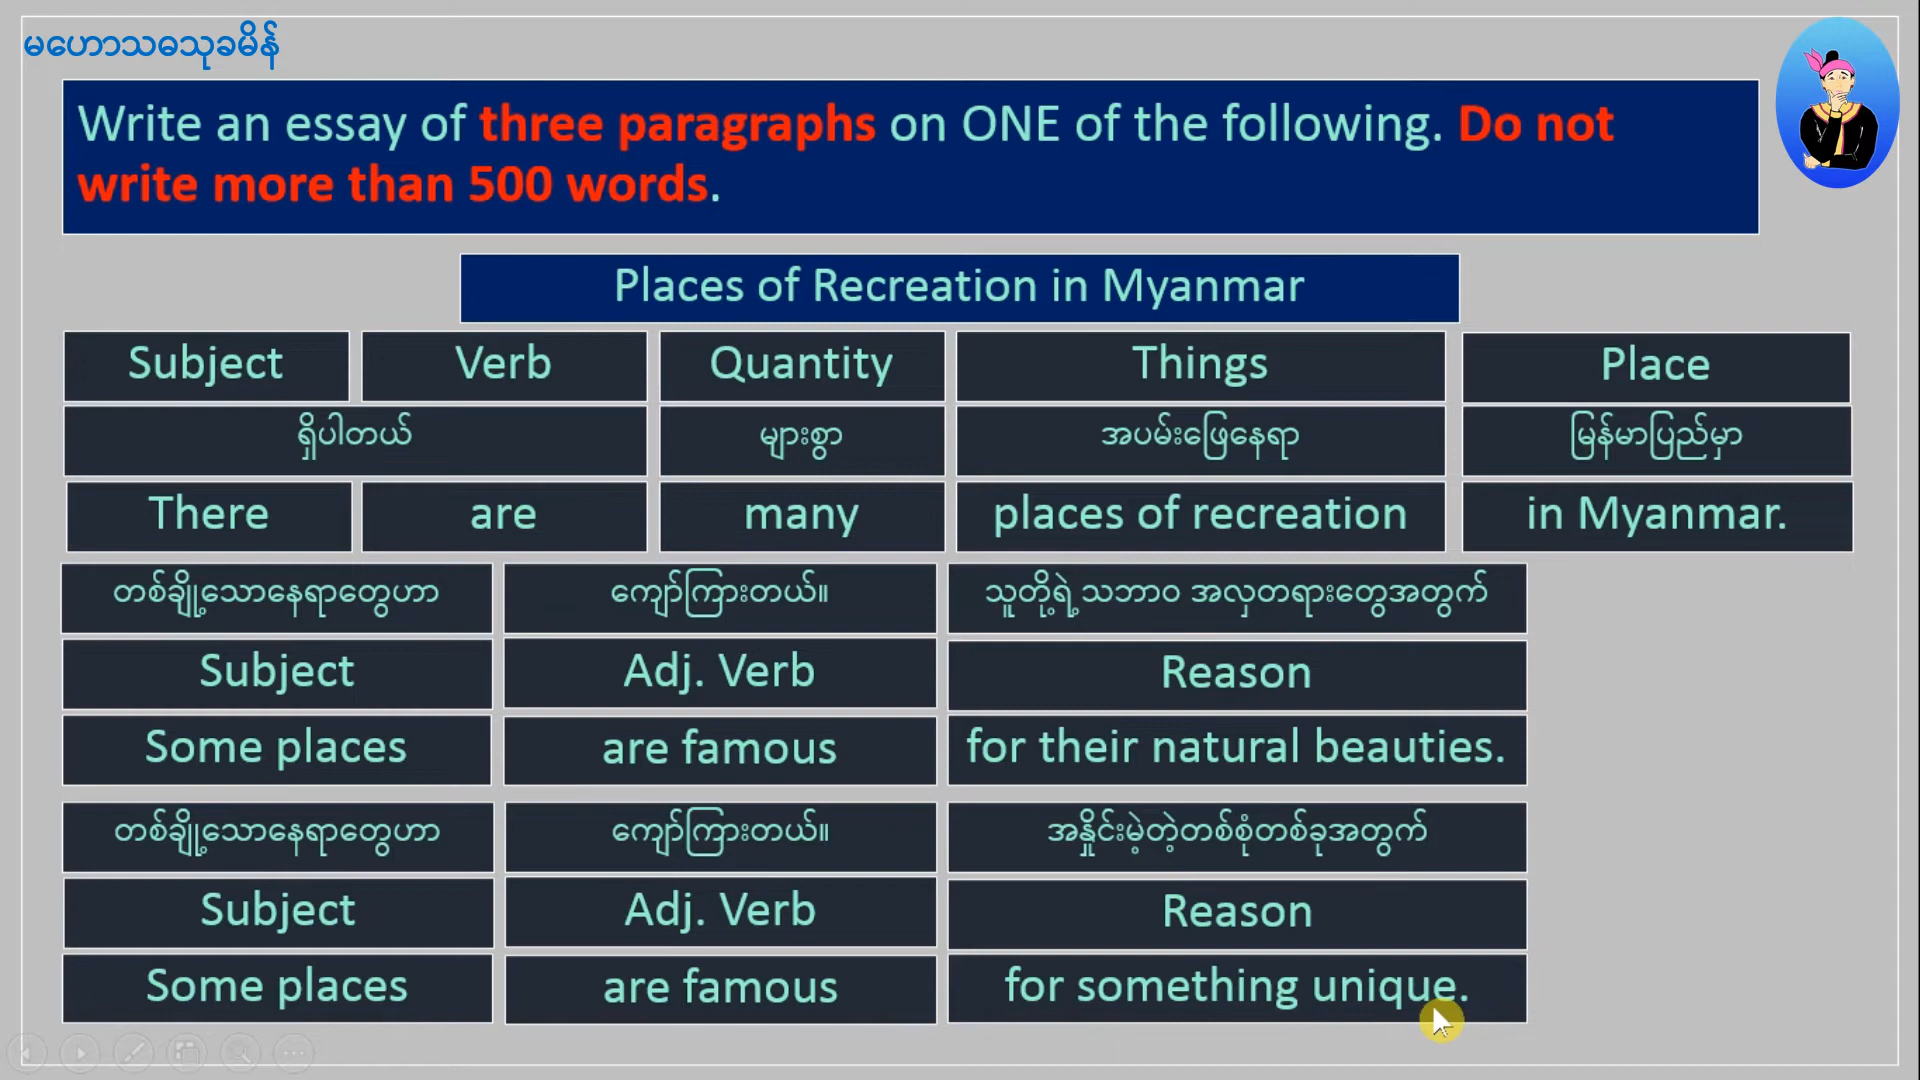 မဟောသဓသုခမိန်
Write an essay of three paragraphs on ONE of the following. Do not
write more than 500 words.
Places of Recreation in Myanmar
Subject Verb Quantity Things Place
ရှိပါတယ် များစွာ အပမ်းဖြေနေရာ မြန်မာပြည်မှာ
There are many places of recreation in Myanmar.
တစ်ချို့သောနေရာတွေဟာ ကျော်ကြားတယ်။ သူတို့ရဲ့သဘာဝ အလှတရားတွေအတွက်
Subject Adj. Verb Reason
Some places are famous for their natural beauties.
တစ်ချို့သောနေရာတွေဟာ ကျော်ကြားတယ်။ အနှိုင်းမဲ့တဲ့တစ်စုံတစ်ခုအတွက်
Subject Adj. Verb Reason
Some places are famous for something unique.